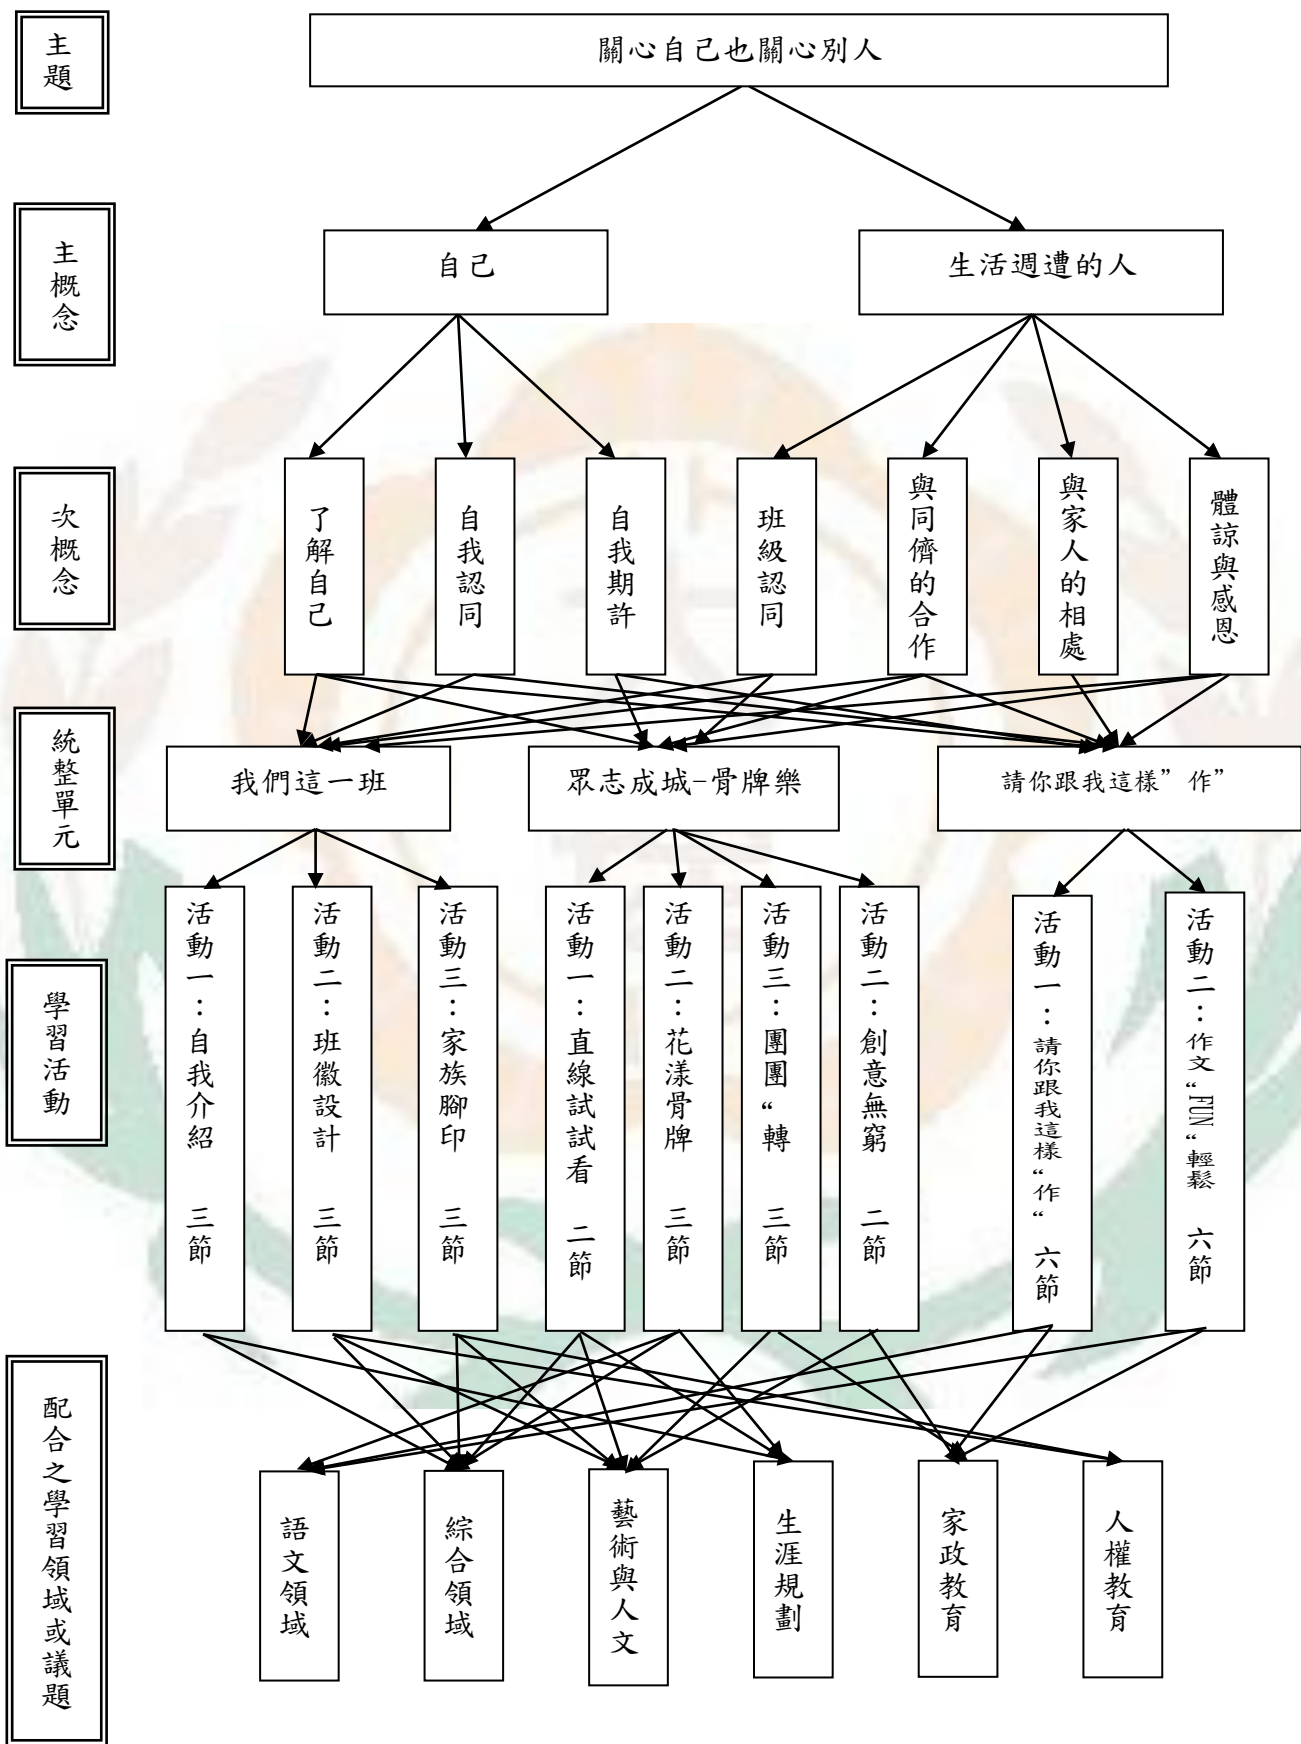 主題
關心自己也關心別人
主概念
自己
生活週遭的人
次概念
了解自己
自我認同
自我期許
班級認同
與同儕的合作
與家人的相處
體諒與感恩
統整單元
我們這一班
眾志成城-骨牌樂
請你跟我這樣”作”
學習活動
活動一：自我介紹 三節
活動二：班徽設計 三節
活動三：家族腳印 三節
活動一：直線試試看 二節
活動二：花漾骨牌 三節
活動三：團團“轉 三節
活動二：創意無窮 二節
活動一：請你跟我這樣“作“ 六節
活動二：作文“FUN“輕鬆 六節
配合之學習領域或議題
語文領域
綜合領域
藝術與人文
生涯規劃
家政教育
人權教育